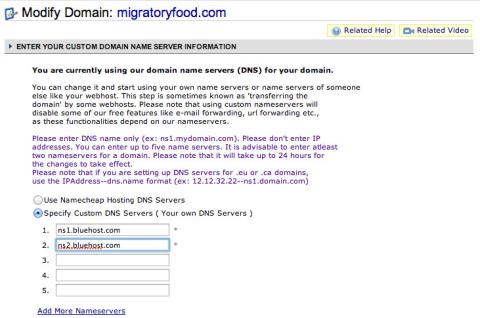 Modify Domain: migratoryfood.com
Related Help
Related Video
ENTER YOUR CUSTOM DOMAIN NAME SERVER INFORMATION
You are currently using our domain name servers (DNS) for your domain.
You can change it and start using your own name servers or name servers of someone
else like your webhost. This step is sometimes known as 'transferring the
domain' by some webhosts. Please note that using custom nameservers will
disable some of our free features like e-mail forwarding, url forwarding etc.,
as these functionalities depend on our nameservers.
Please enter DNS name only (ex: ns1.mydomain.com). Please don't enter IP
addresses. You can enter up to five name servers. It is advisable to enter atleast
two nameservers for a domain. Please note that it will take up to 24 hours for
the changes to take effect.
Please note that if you are setting up DNS servers for .eu or .ca domains,
use the IPAddress--dns.name format (ex: 12.12.32.22--ns1.domain.com)
Use Namecheap Hosting DNS Servers
Specify Custom DNS Servers ( Your own DNS Servers )
1. ns1.bluehost.com *
2. ns2.bluehost.com *
3.
4.
5.
Add More Nameservers